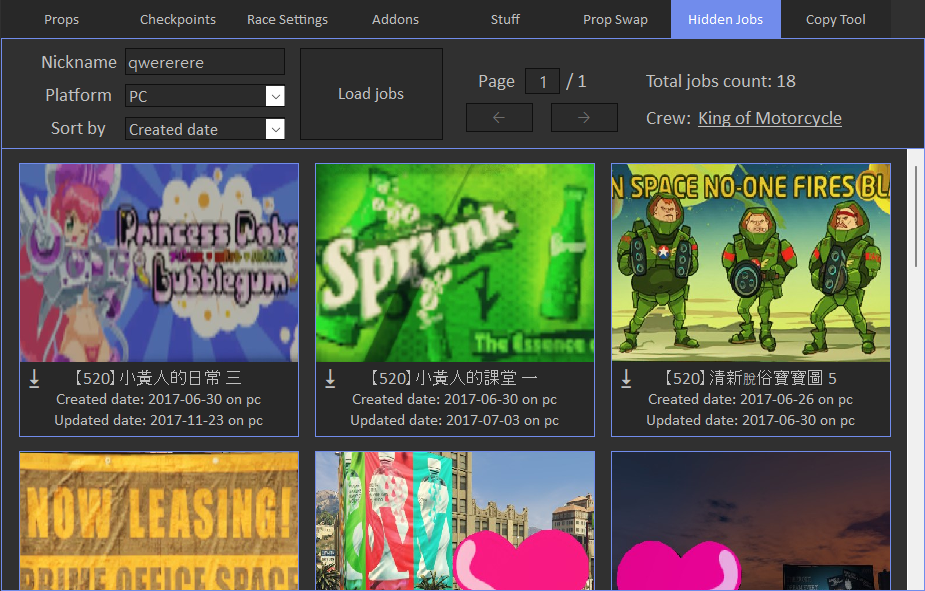 Props Checkpoints Race Settings Addons Stuff Prop Swap Hidden Jobs Copy Tool
Nickname qwererere
Platform PC
Sort by Created date
Load jobs
Page 1 / 1
← →
Total jobs count: 18
Crew: King of Motorcycle
Princess Robo
Bubblegum
Sprunk
The Essence
N SPACE NO-ONE FIRES BLA
【520】小黃人的日常 三
Created date: 2017-06-30 on pc
Updated date: 2017-11-23 on pc
【520】小黃人的課堂 一
Created date: 2017-06-30 on pc
Updated date: 2017-07-03 on pc
【520】清新脫俗寶寶圖 5
Created date: 2017-06-26 on pc
Updated date: 2017-06-30 on pc
NOW LEASING!
PRIME OFFICE SPACE